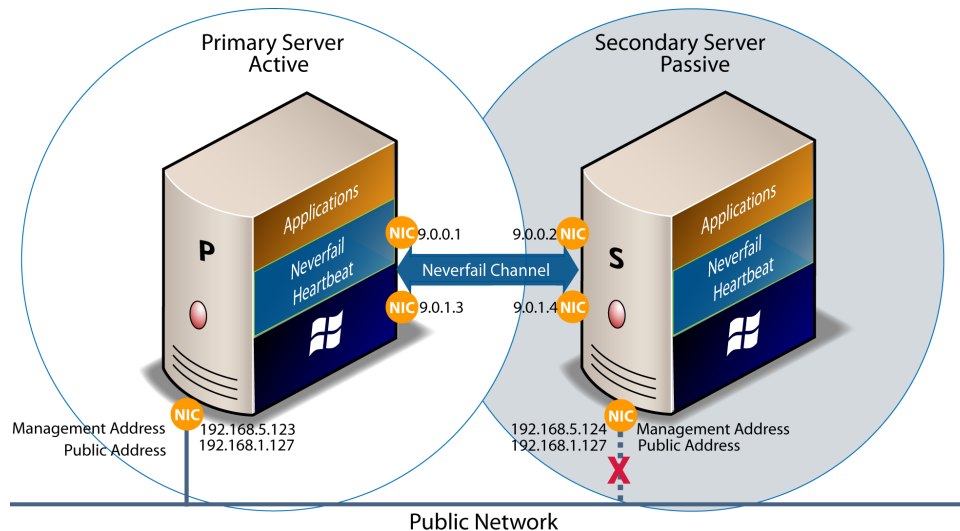 Primary Server
Active
Secondary Server
Passive
P
Applications
Neverfail
Heartbeat
S
Applications
Neverfail
Heartbeat
NIC 9.0.0.1
9.0.0.2 NIC
Neverfail Channel
NIC 9.0.1.3
9.0.1.4 NIC
NIC
Management Address 192.168.5.123
Public Address 192.168.1.127
NIC
192.168.5.124 Management Address
192.168.1.127 Public Address
X
Public Network